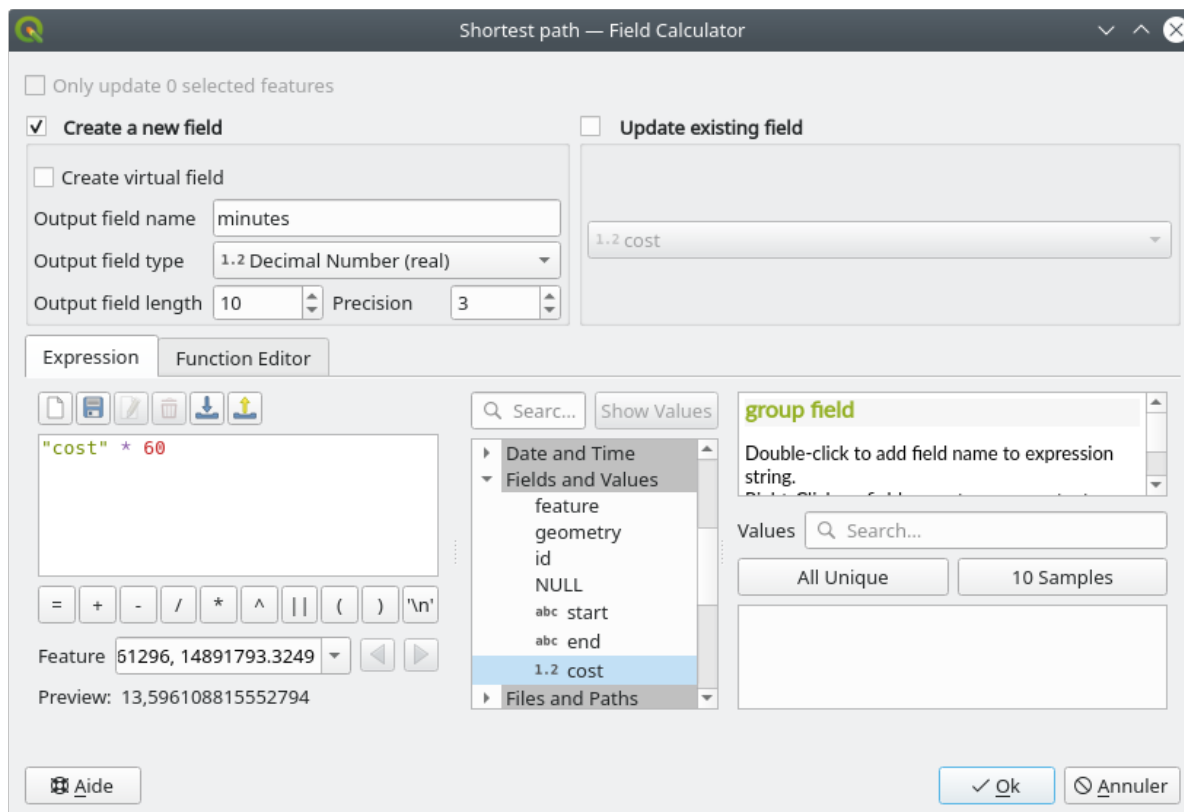 Shortest path — Field Calculator
Only update 0 selected features
Create a new field
Update existing field
Create virtual field
Output field name minutes
1.2 cost
Output field type 1.2 Decimal Number (real)
Output field length 10 Precision 3
Expression Function Editor
Searc... Show Values
"cost" * 60
= + - / * ^ || ( ) '\n'
Feature 61296, 14891793.3249
Preview: 13,596108815552794
Date and Time
Fields and Values
feature
geometry
id
NULL
abc start
abc end
1.2 cost
Files and Paths
group field
Double-click to add field name to expression
string.
Values Search...
All Unique 10 Samples
Aide
Ok Annuler